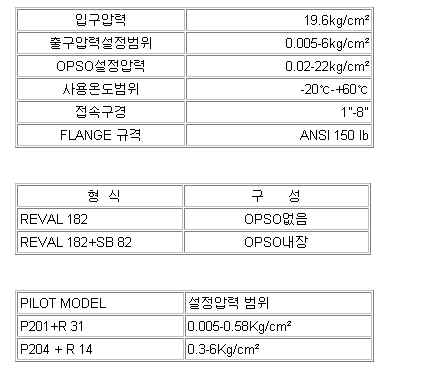 입구압력 19.6kg/cm²
출구압력설정범위 0.005-6kg/cm²
OPSO설정압력 0.02-22kg/cm²
사용온도범위 -20℃-+60℃
접속구경 1"-8"
FLANGE 규격 ANSI 150 lb
형 식 구 성
REVAL 182 OPSO없음
REVAL 182+SB 82 OPSO내장
PILOT MODEL 설정압력 범위
P201+R 31 0.005-0.58Kg/cm²
P204 + R 14 0.3-6Kg/cm²